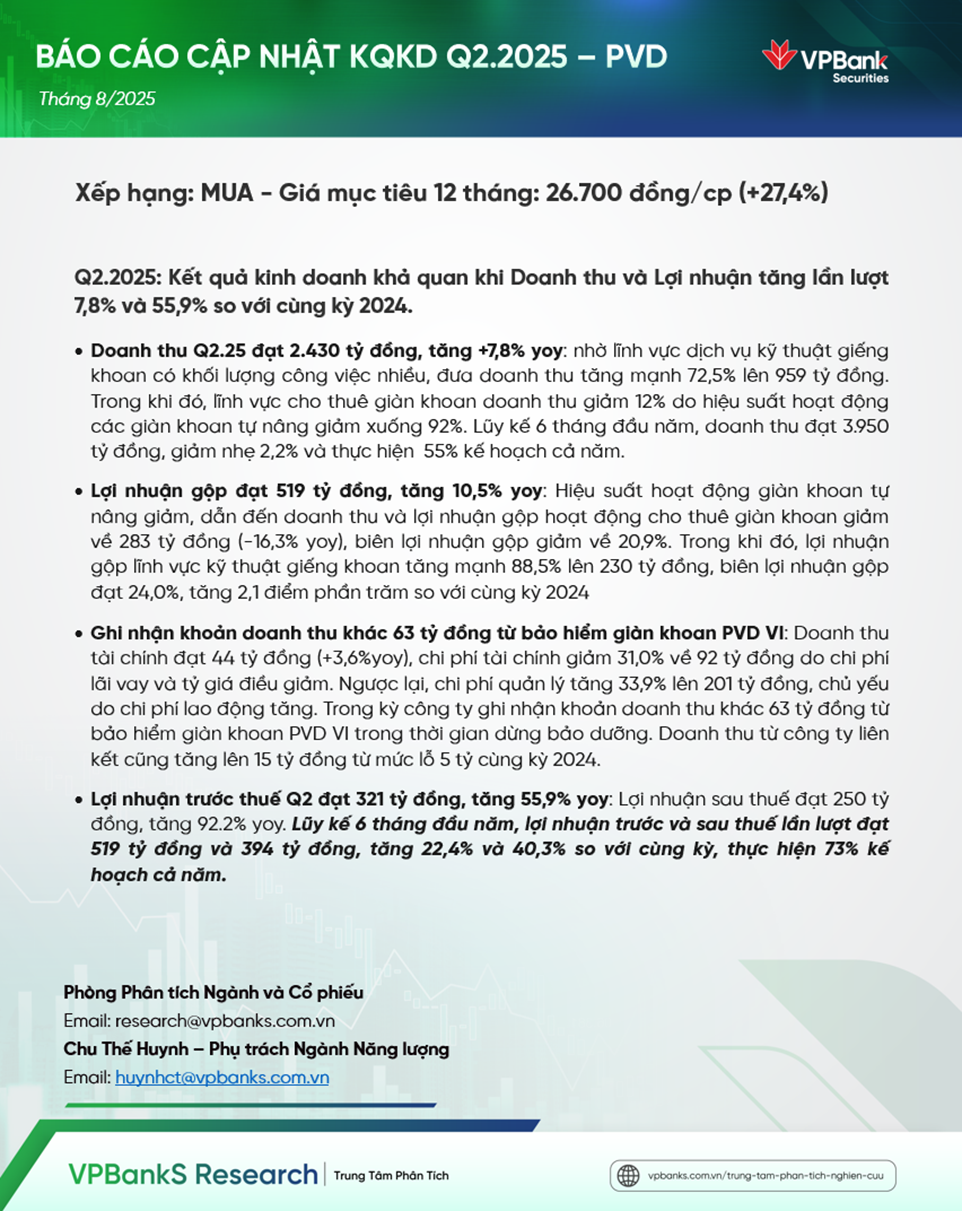 BÁO CÁO CẬP NHẬT KQKD Q2.2025 – PVD
VPBank
Securities
Tháng 8/2025
Xếp hạng: MUA - Giá mục tiêu 12 tháng: 26.700 đồng/cp (+27,4%)
Q2.2025: Kết quả kinh doanh khả quan khi Doanh thu và Lợi nhuận tăng lần lượt
7,8% và 55,9% so với cùng kỳ 2024.
• Doanh thu Q2.25 đạt 2.430 tỷ đồng, tăng +7,8% yoy: nhờ lĩnh vực dịch vụ kỹ thuật giếng
khoan có khối lượng công việc nhiều, đưa doanh thu tăng mạnh 72,5% lên 959 tỷ đồng.
Trong khi đó, lĩnh vực cho thuê giàn khoan doanh thu giảm 12% do hiệu suất hoạt động
các giàn khoan tự nâng giảm xuống 92%. Lũy kế 6 tháng đầu năm, doanh thu đạt 3.950
tỷ đồng, giảm nhẹ 2,2% và thực hiện 55% kế hoạch cả năm.
• Lợi nhuận gộp đạt 519 tỷ đồng, tăng 10,5% yoy: Hiệu suất hoạt động giàn khoan tự
nâng giảm, dẫn đến doanh thu và lợi nhuận gộp hoạt động cho thuê giàn khoan giảm
về 283 tỷ đồng (-16,3% yoy), biên lợi nhuận gộp giảm về 20,9%. Trong khi đó, lợi nhuận
gộp lĩnh vực kỹ thuật giếng khoan tăng mạnh 88,5% lên 230 tỷ đồng, biên lợi nhuận gộp
đạt 24,0%, tăng 2,1 điểm phần trăm so với cùng kỳ 2024
• Ghi nhận khoản doanh thu khác 63 tỷ đồng từ bảo hiểm giàn khoan PVD VI: Doanh thu
tài chính đạt 44 tỷ đồng (+3,6%yoy), chi phí tài chính giảm 31,0% về 92 tỷ đồng do chi phí
lãi vay và tỷ giá điều giảm. Ngược lại, chi phí quản lý tăng 33,9% lên 201 tỷ đồng, chủ yếu
do chi phí lao động tăng. Trong kỳ công ty ghi nhận khoản doanh thu khác 63 tỷ đồng từ
bảo hiểm giàn khoan PVD VI trong thời gian dừng bảo dưỡng. Doanh thu từ công ty liên
kết cũng tăng lên 15 tỷ đồng từ mức lỗ 5 tỷ cùng kỳ 2024.
• Lợi nhuận trước thuế Q2 đạt 321 tỷ đồng, tăng 55,9% yoy: Lợi nhuận sau thuế đạt 250 tỷ
đồng, tăng 92.2% yoy. Lũy kế 6 tháng đầu năm, lợi nhuận trước và sau thuế lần lượt đạt
519 tỷ đồng và 394 tỷ đồng, tăng 22,4% và 40,3% so với cùng kỳ, thực hiện 73% kế
hoạch cả năm.
Phòng Phân tích Ngành và Cổ phiếu
Email: research@vpbanks.com.vn
Chu Thế Huynh – Phụ trách Ngành Năng lượng
Email: huynhct@vpbanks.com.vn
VPBankS Research | Trung Tâm Phân Tích
vpbanks.com.vn/trung-tam-phan-tich-nghien-cuu